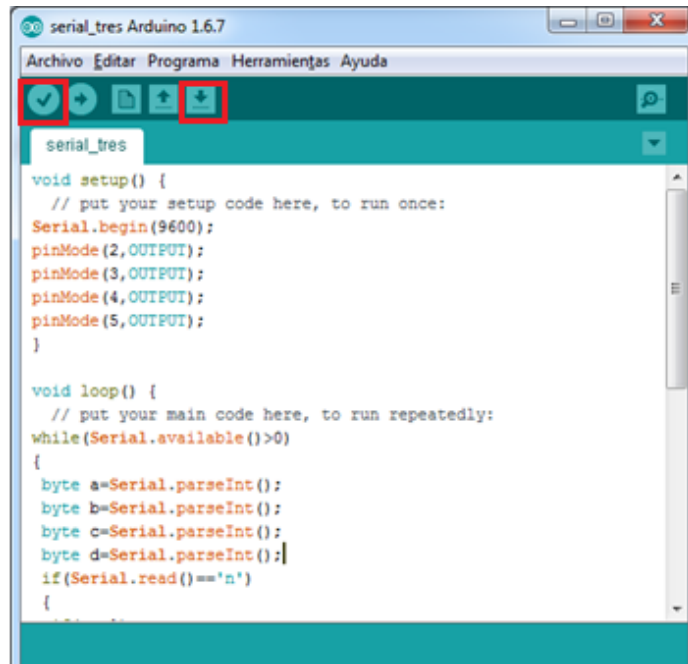 serial_tres Arduino 1.6.7
Archivo Editar Programa Herramientas Ayuda
serial_tres
void setup() {
// put your setup code here, to run once:
Serial.begin(9600);
pinMode(2,OUTPUT);
pinMode(3,OUTPUT);
pinMode(4,OUTPUT);
pinMode(5,OUTPUT);
}
void loop() {
// put your main code here, to run repeatedly:
while(Serial.available()>0)
{
byte a=Serial.parseInt();
byte b=Serial.parseInt();
byte c=Serial.parseInt();
byte d=Serial.parseInt();
if(Serial.read()=='n')
{